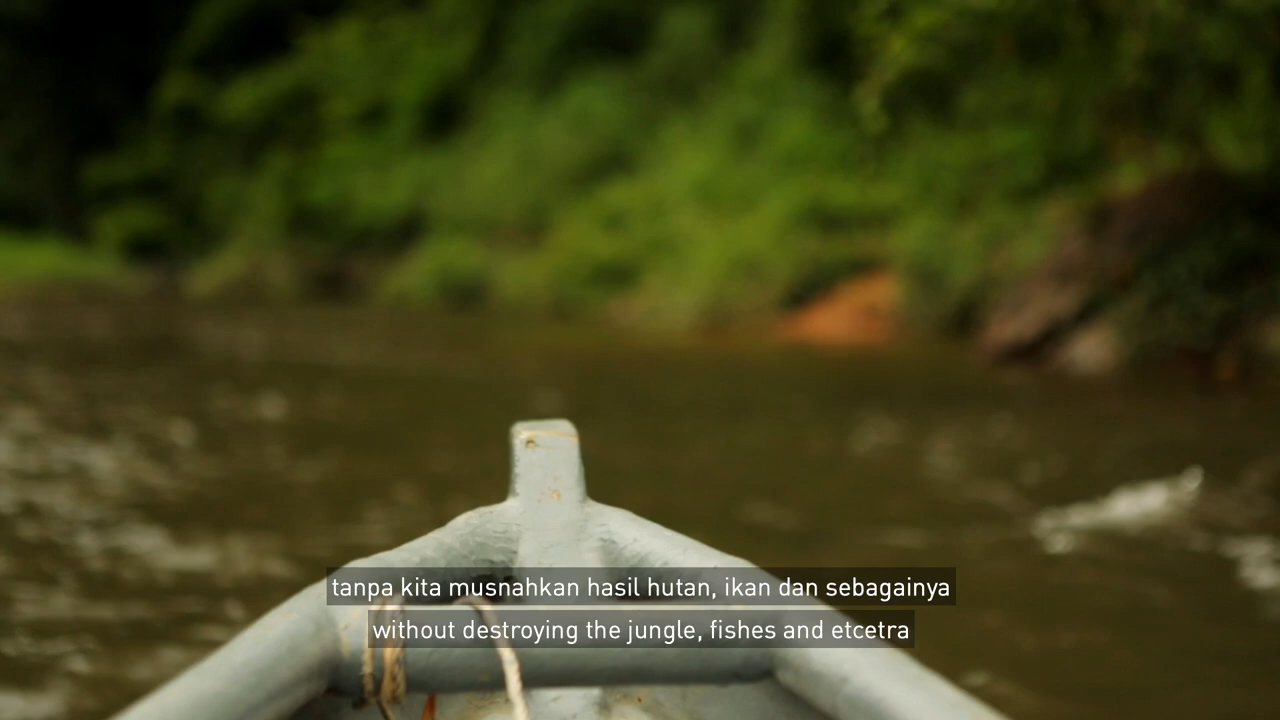 tanpa kita musnahkan hasil hutan, ikan dan sebagainya
without destroying the jungle, fishes and etcetra